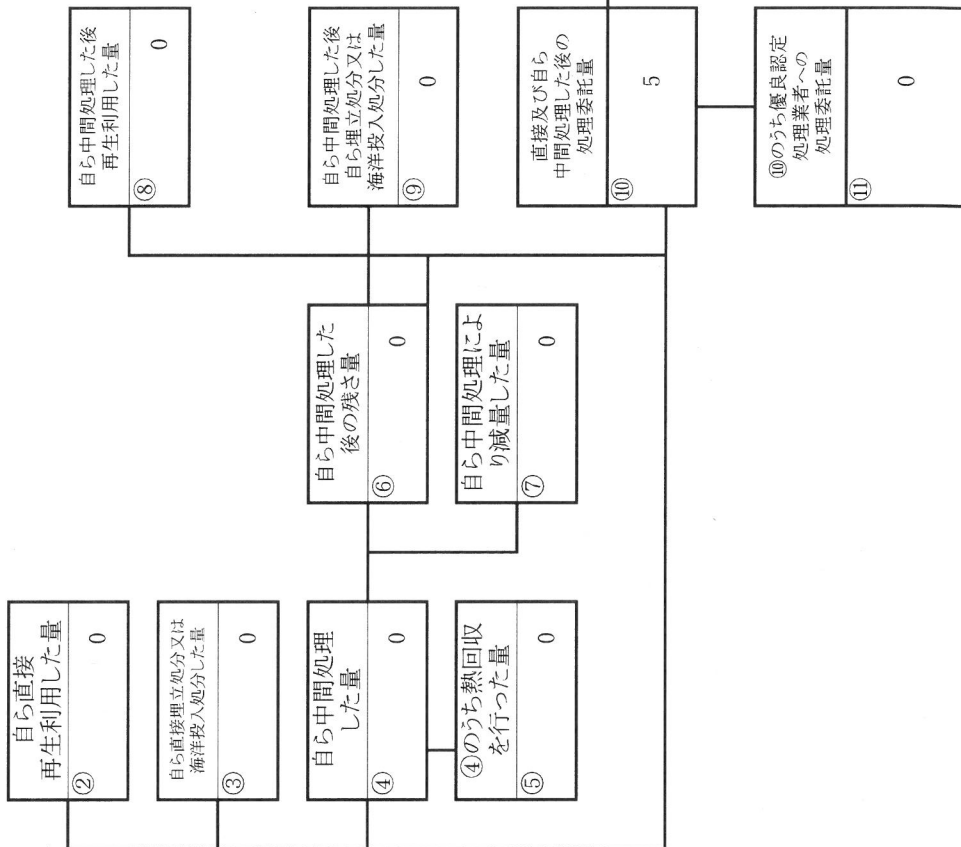 自ら直接
再生利用した量
②
0
自ら直接埋立処分又は
海洋投入処分した量
③
0
自ら中間処理
した量
④
0
④のうち熱回収
を行った量
⑤
0
自ら中間処理した
後の残さ量
⑥
0
自ら中間処理によ
り減量した量
⑦
0
自ら中間処理した後
再生利用した量
⑧
0
自ら中間処理した後
自ら埋立処分又は
海洋投入処分した量
⑨
0
直接及び自ら
中間処理した後の
処理委託量
⑩
5
⑩のうち優良認定
処理業者への
処理委託量
⑪
0